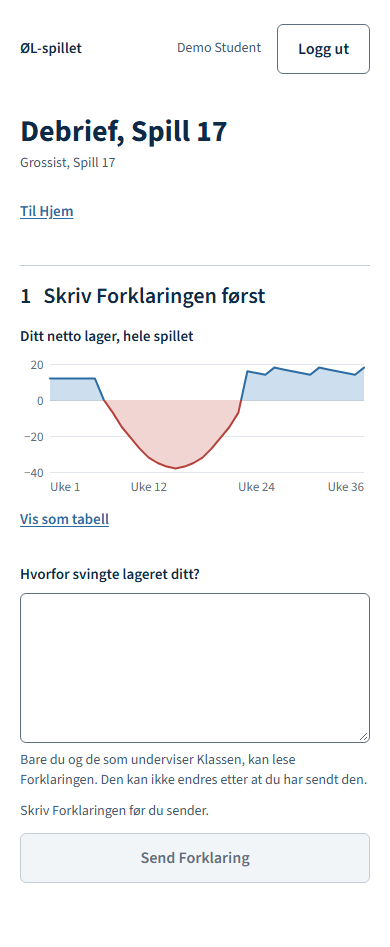 ØL-spillet
Demo Student
Logg ut
Debrief, Spill 17
Grossist, Spill 17
Til Hjem
1 Skriv Forklaringen først
Ditt netto lager, hele spillet
20
0
−20
−40
Uke 1
Uke 12
Uke 24
Uke 36
Vis som tabell
Hvorfor svingte lageret ditt?
Bare du og de som underviser Klassen, kan lese
Forklaringen. Den kan ikke endres etter at du har sendt den.
Skriv Forklaringen før du sender.
Send Forklaring